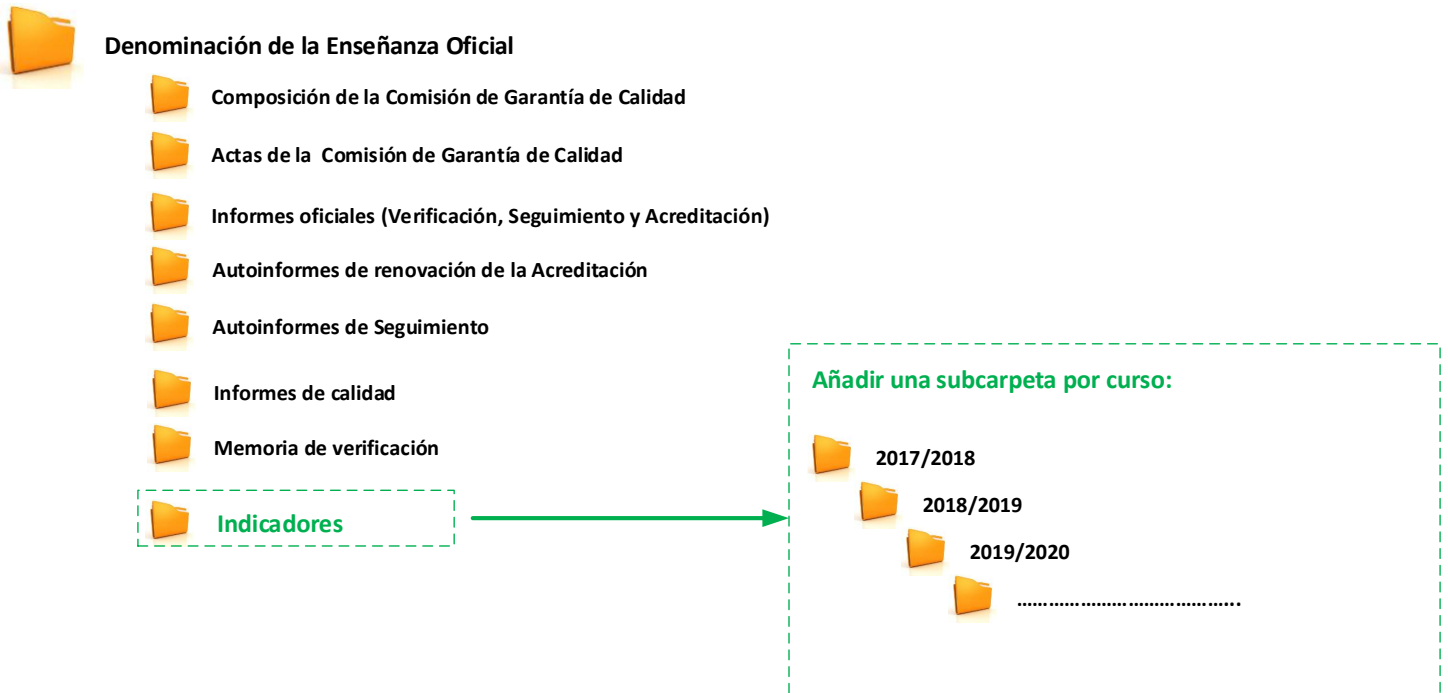 Denominación de la Enseñanza Oficial
Composición de la Comisión de Garantía de Calidad
Actas de la  Comisión de Garantía de Calidad
Informes oficiales (Verificación, Seguimiento y Acreditación)
Autoinformes de renovación de la Acreditación
Autoinformes de Seguimiento
Informes de calidad
Memoria de verificación
Indicadores
Añadir una subcarpeta por curso:
2017/2018
2018/2019
2019/2020
…………………………………...